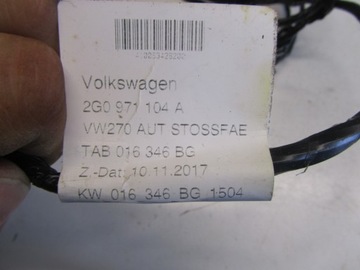 Volkswagen
2G0 971 104 A
VW270 AUT STOSSFAE
TAB 016 346 BG
Z.-Dat: 10.11.2017
KW 016 346 BG 1504